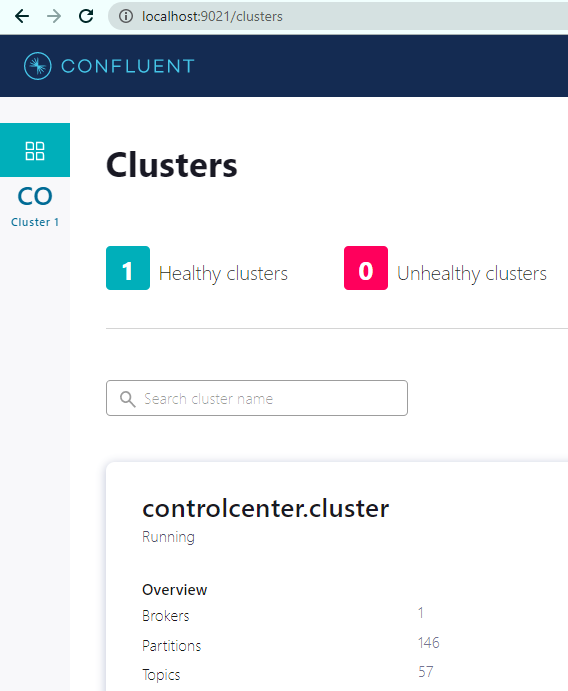 localhost:9021/clusters
CONFLUENT
CO
Cluster 1
Clusters
1 Healthy clusters 0 Unhealthy clusters
Search cluster name
controlcenter.cluster
Running
Overview
Brokers 1
Partitions 146
Topics 57